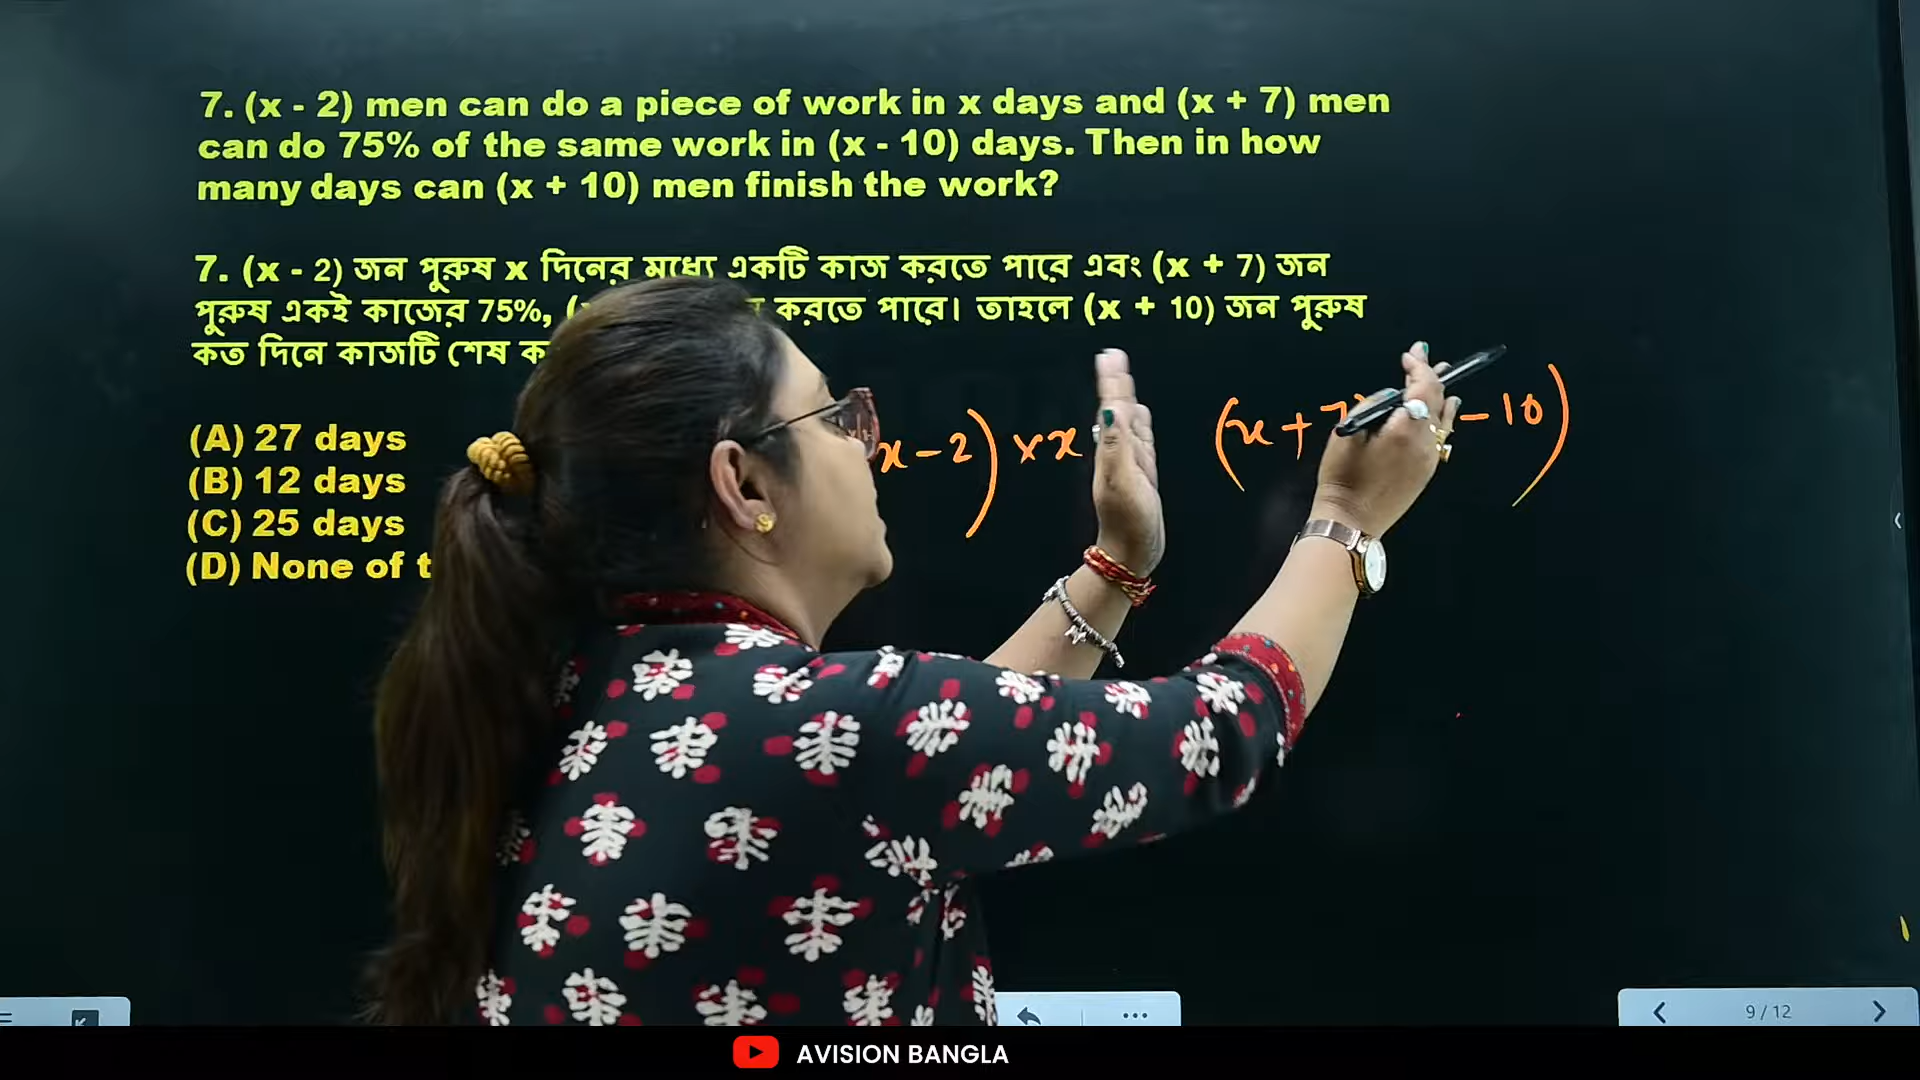 7. (x - 2) men can do a piece of work in x days and (x + 7) men
can do 75% of the same work in (x - 10) days. Then in how
many days can (x + 10) men finish the work?
7. (x - 2) জন পুরুষ x দিনের মধ্যে একটি কাজ করতে পারে এবং (x + 7) জন
পুরুষ একই কাজের 75%, ( করতে পারে। তাহলে (x + 10) জন পুরুষ
কত দিনে কাজটি শেষ ক
(A) 27 days
(B) 12 days
(C) 25 days
(D) None of t
x - 2) × x
(x + 7 - 10)
9 / 12
AVISION BANGLA